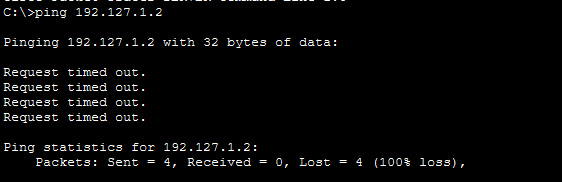 C:\>ping 192.127.1.2
Pinging 192.127.1.2 with 32 bytes of data:
Request timed out.
Request timed out.
Request timed out.
Request timed out.
Ping statistics for 192.127.1.2:
Packets: Sent = 4, Received = 0, Lost = 4 (100% loss),